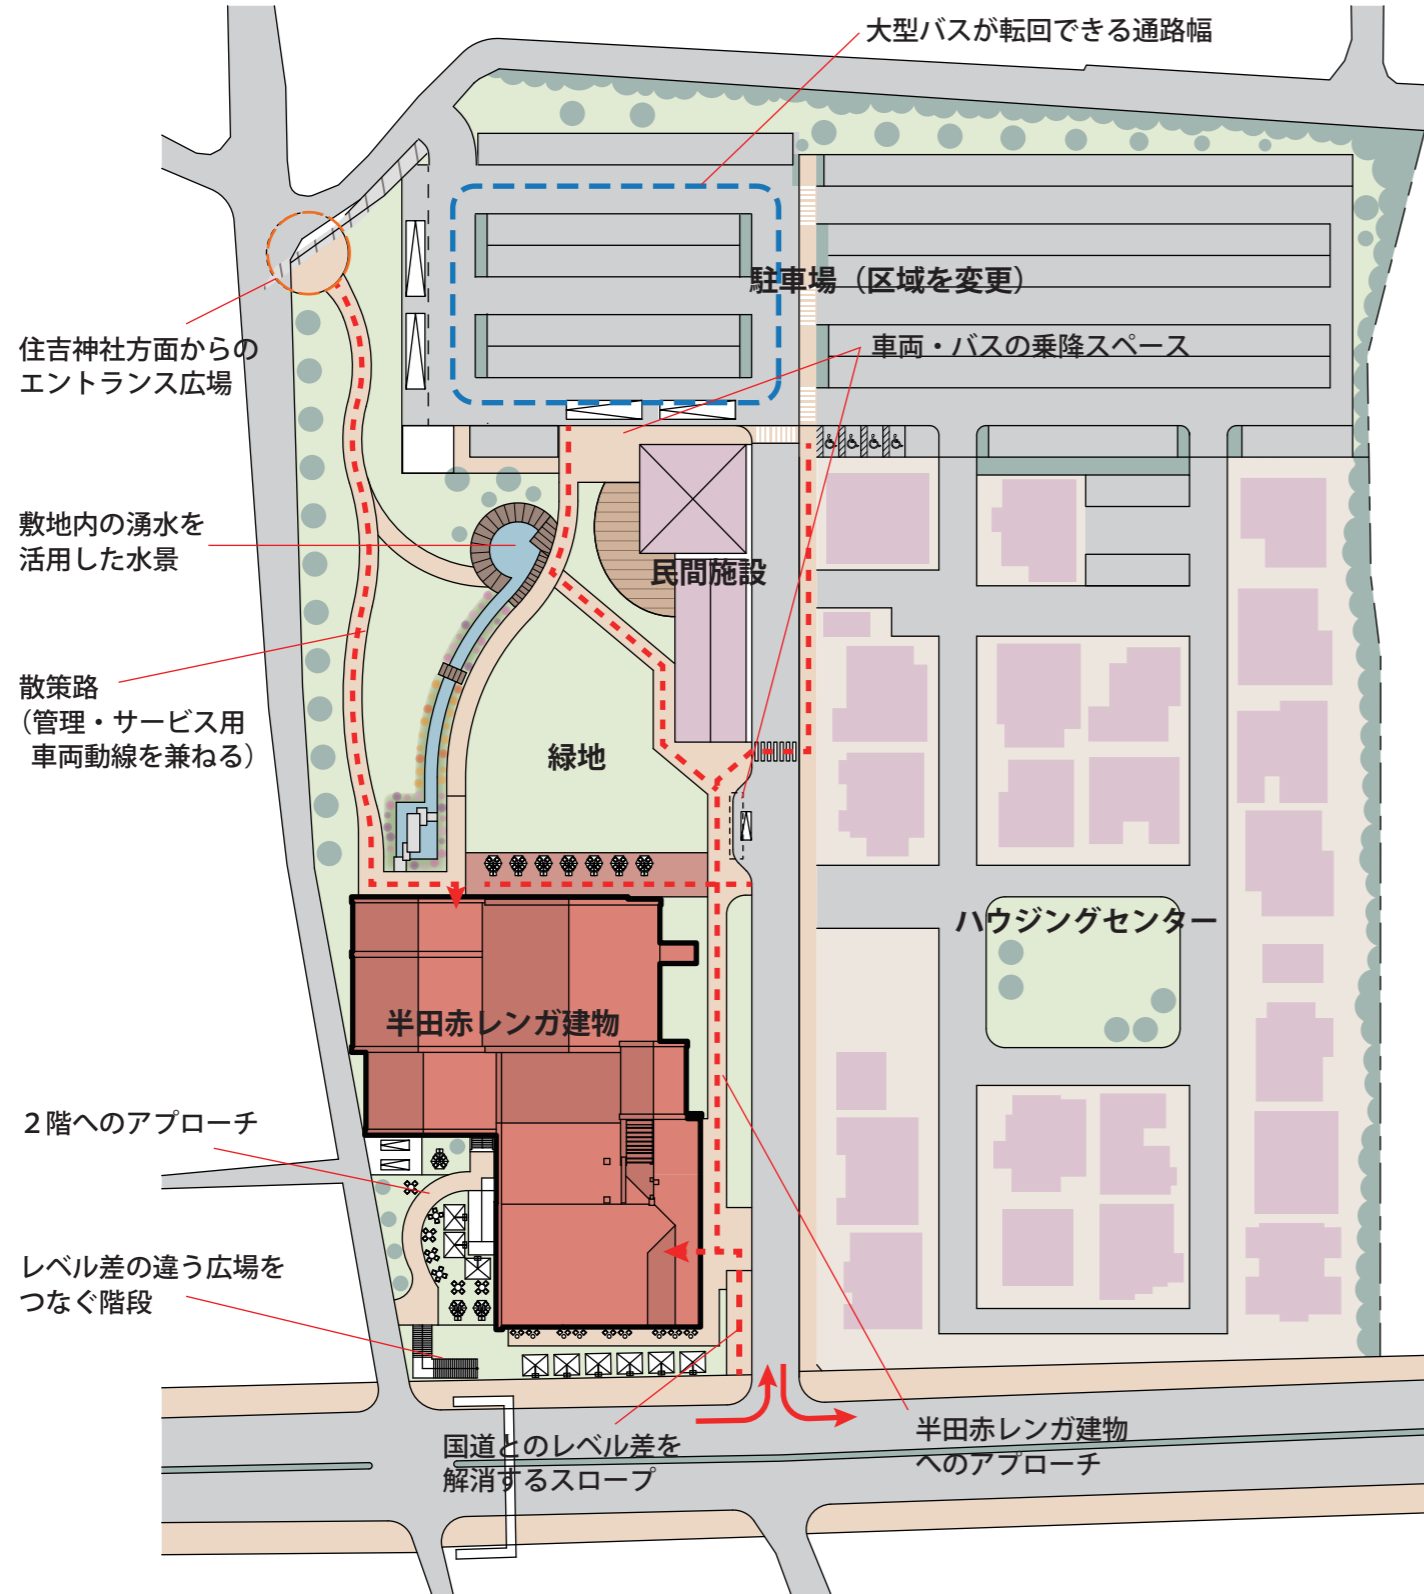 大型バスが転回できる通路幅
駐車場（区域を変更）
車両・バスの乗降スペース
住吉神社方面からの
エントランス広場
敷地内の湧水を
活用した水景
民間施設
散策路
（管理・サービス用
車両動線を兼ねる）
緑地
ハウジングセンター
半田赤レンガ建物
２階へのアプローチ
レベル差の違う広場を
つなぐ階段
国道とのレベル差を
解消するスロープ
半田赤レンガ建物
へのアプローチ